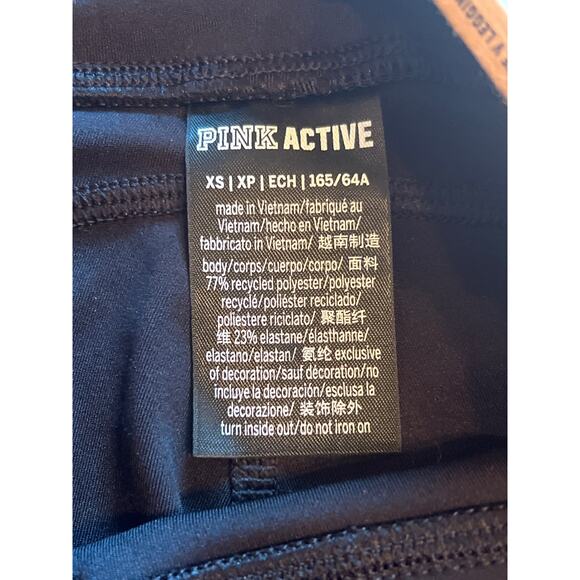 Y LEGGIN
PINK ACTIVE
XS | XP | ECH | 165/64A
made in Vietnam/fabriqué au
Vietnam/hecho en Vietnam/
fabbricato in Vietnam/ 越南制造
body/corps/cuerpo/corpo/ 面料
77% recycled polyester/polyester
recyclé/poliéster reciclado/
poliestere riciclato/ 聚酯纤
维 23% elastane/élasthanne/
elastano/elastan/ 氨纶 exclusive
of decoration/sauf décoration/no
incluye la decoración/esclusa la
decorazione/ 装饰除外
turn inside out/do not iron on